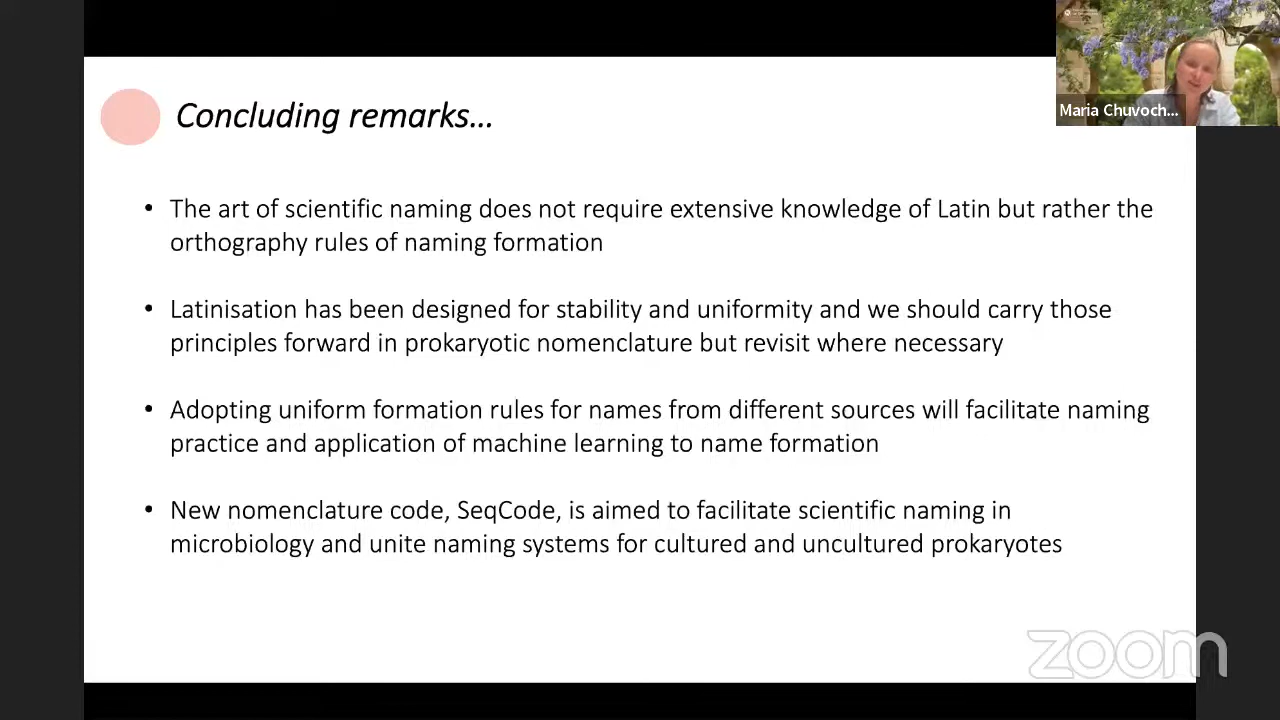 Maria Chuvoch...
Concluding remarks...
• The art of scientific naming does not require extensive knowledge of Latin but rather the
orthography rules of naming formation
• Latinisation has been designed for stability and uniformity and we should carry those
principles forward in prokaryotic nomenclature but revisit where necessary
• Adopting uniform formation rules for names from different sources will facilitate naming
practice and application of machine learning to name formation
• New nomenclature code, SeqCode, is aimed to facilitate scientific naming in
microbiology and unite naming systems for cultured and uncultured prokaryotes
zoom